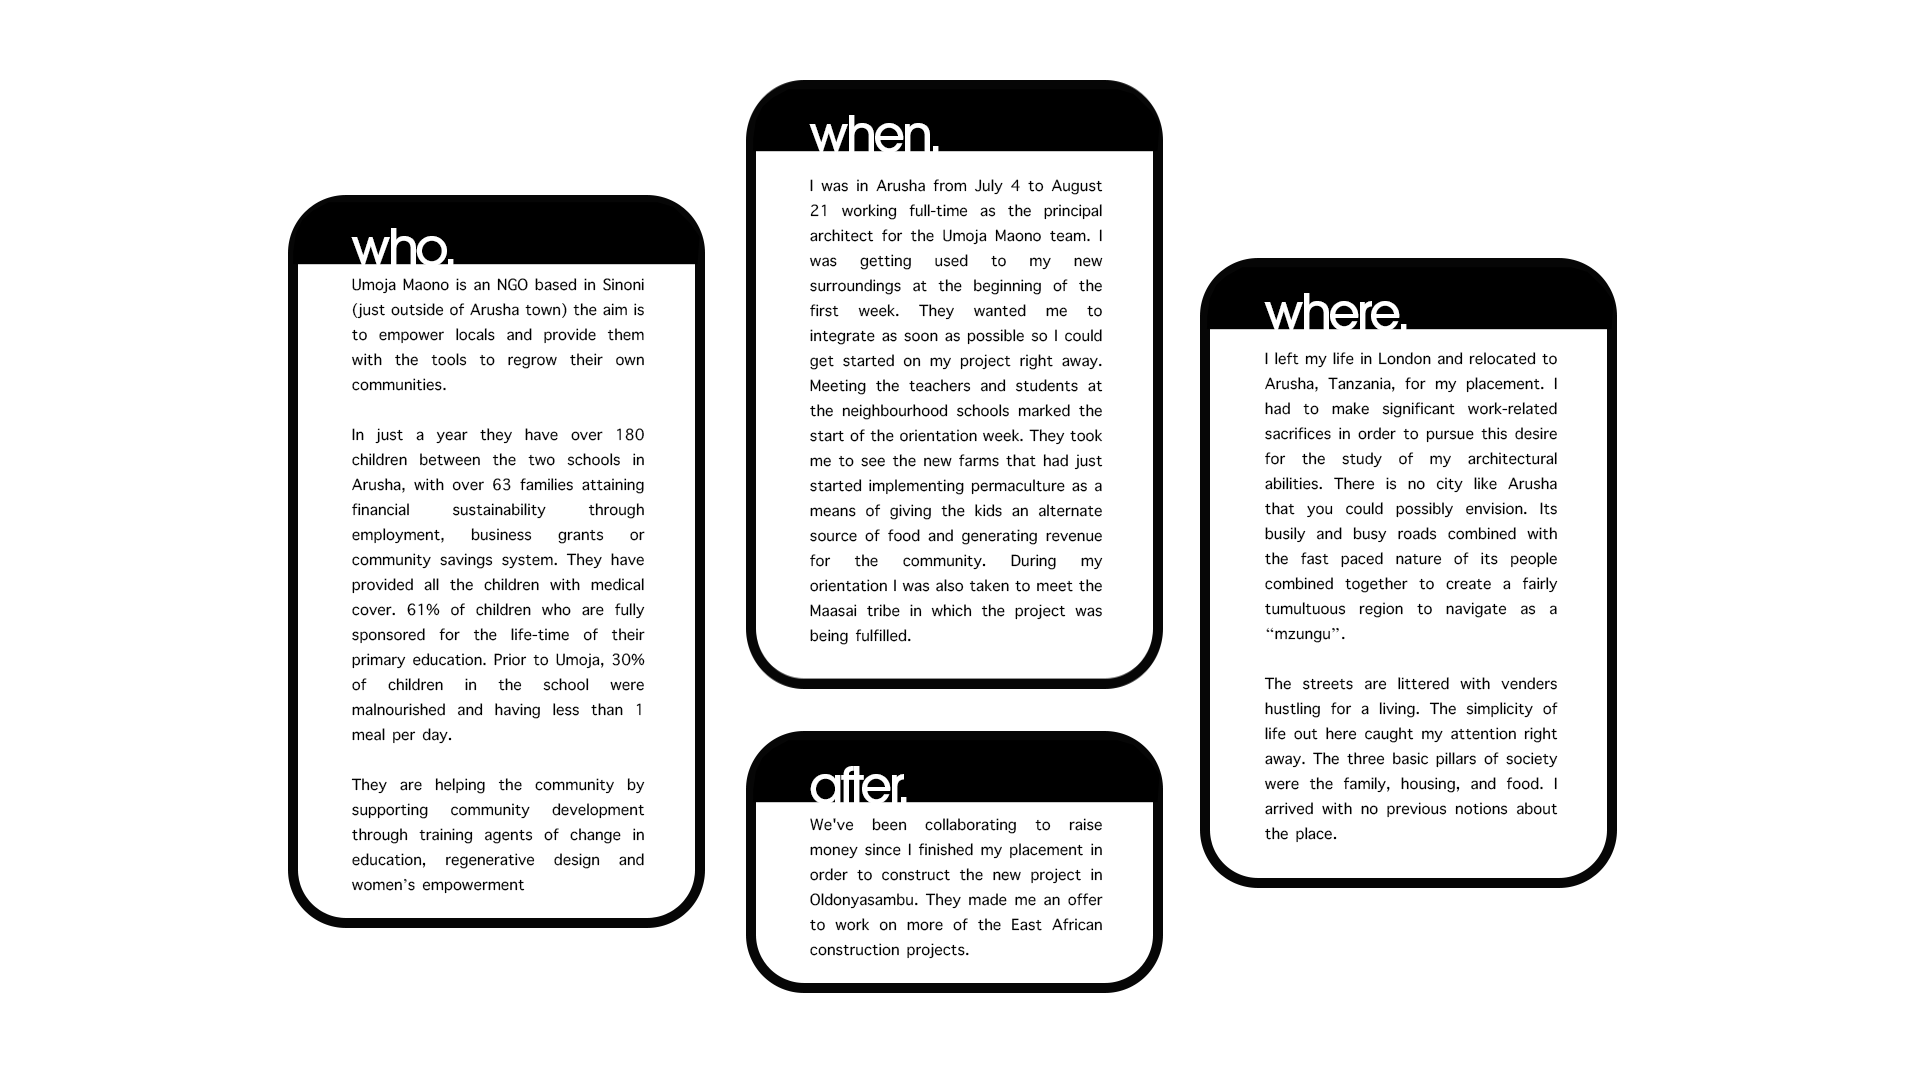 who.
Umoja Maono is an NGO based in Sinoni
(just outside of Arusha town) the aim is
to empower locals and provide them
with the tools to regrow their own
communities.
In just a year they have over 180
children between the two schools in
Arusha, with over 63 families attaining
financial sustainability through
employment, business grants or
community savings system. They have
provided all the children with medical
cover. 61% of children who are fully
sponsored for the life-time of their
primary education. Prior to Umoja, 30%
of children in the school were
malnourished and having less than 1
meal per day.
They are helping the community by
supporting community development
through training agents of change in
education, regenerative design and
women’s empowerment
when.
I was in Arusha from July 4 to August
21 working full-time as the principal
architect for the Umoja Maono team. I
was getting used to my new
surroundings at the beginning of the
first week. They wanted me to
integrate as soon as possible so I could
get started on my project right away.
Meeting the teachers and students at
the neighbourhood schools marked the
start of the orientation week. They took
me to see the new farms that had just
started implementing permaculture as a
means of giving the kids an alternate
source of food and generating revenue
for the community. During my
orientation I was also taken to meet the
Maasai tribe in which the project was
being fulfilled.
after.
We've been collaborating to raise
money since I finished my placement in
order to construct the new project in
Oldonyasambu. They made me an offer
to work on more of the East African
construction projects.
where.
I left my life in London and relocated to
Arusha, Tanzania, for my placement. I
had to make significant work-related
sacrifices in order to pursue this desire
for the study of my architectural
abilities. There is no city like Arusha
that you could possibly envision. Its
busily and busy roads combined with
the fast paced nature of its people
combined together to create a fairly
tumultuous region to navigate as a
“mzungu”.
The streets are littered with venders
hustling for a living. The simplicity of
life out here caught my attention right
away. The three basic pillars of society
were the family, housing, and food. I
arrived with no previous notions about
the place.